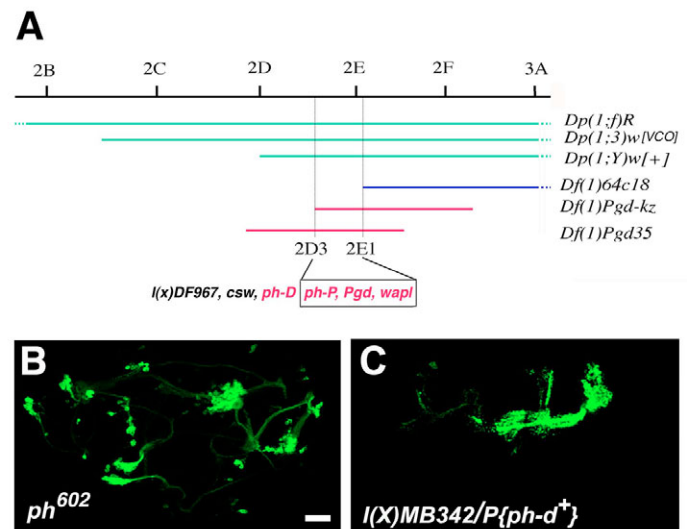 A
2B 2C 2D 2E 2F 3A
Dp(1;f)R
Dp(1;3)w[VCO]
Dp(1;Y)w[+]
Df(1)64c18
Df(1)Pgd-kz
Df(1)Pgd35
2D3 2E1
l(x)DF967, csw, ph-D ph-P, Pgd, wapl
B
ph602
C
l(X)MB342/P{ph-d+}